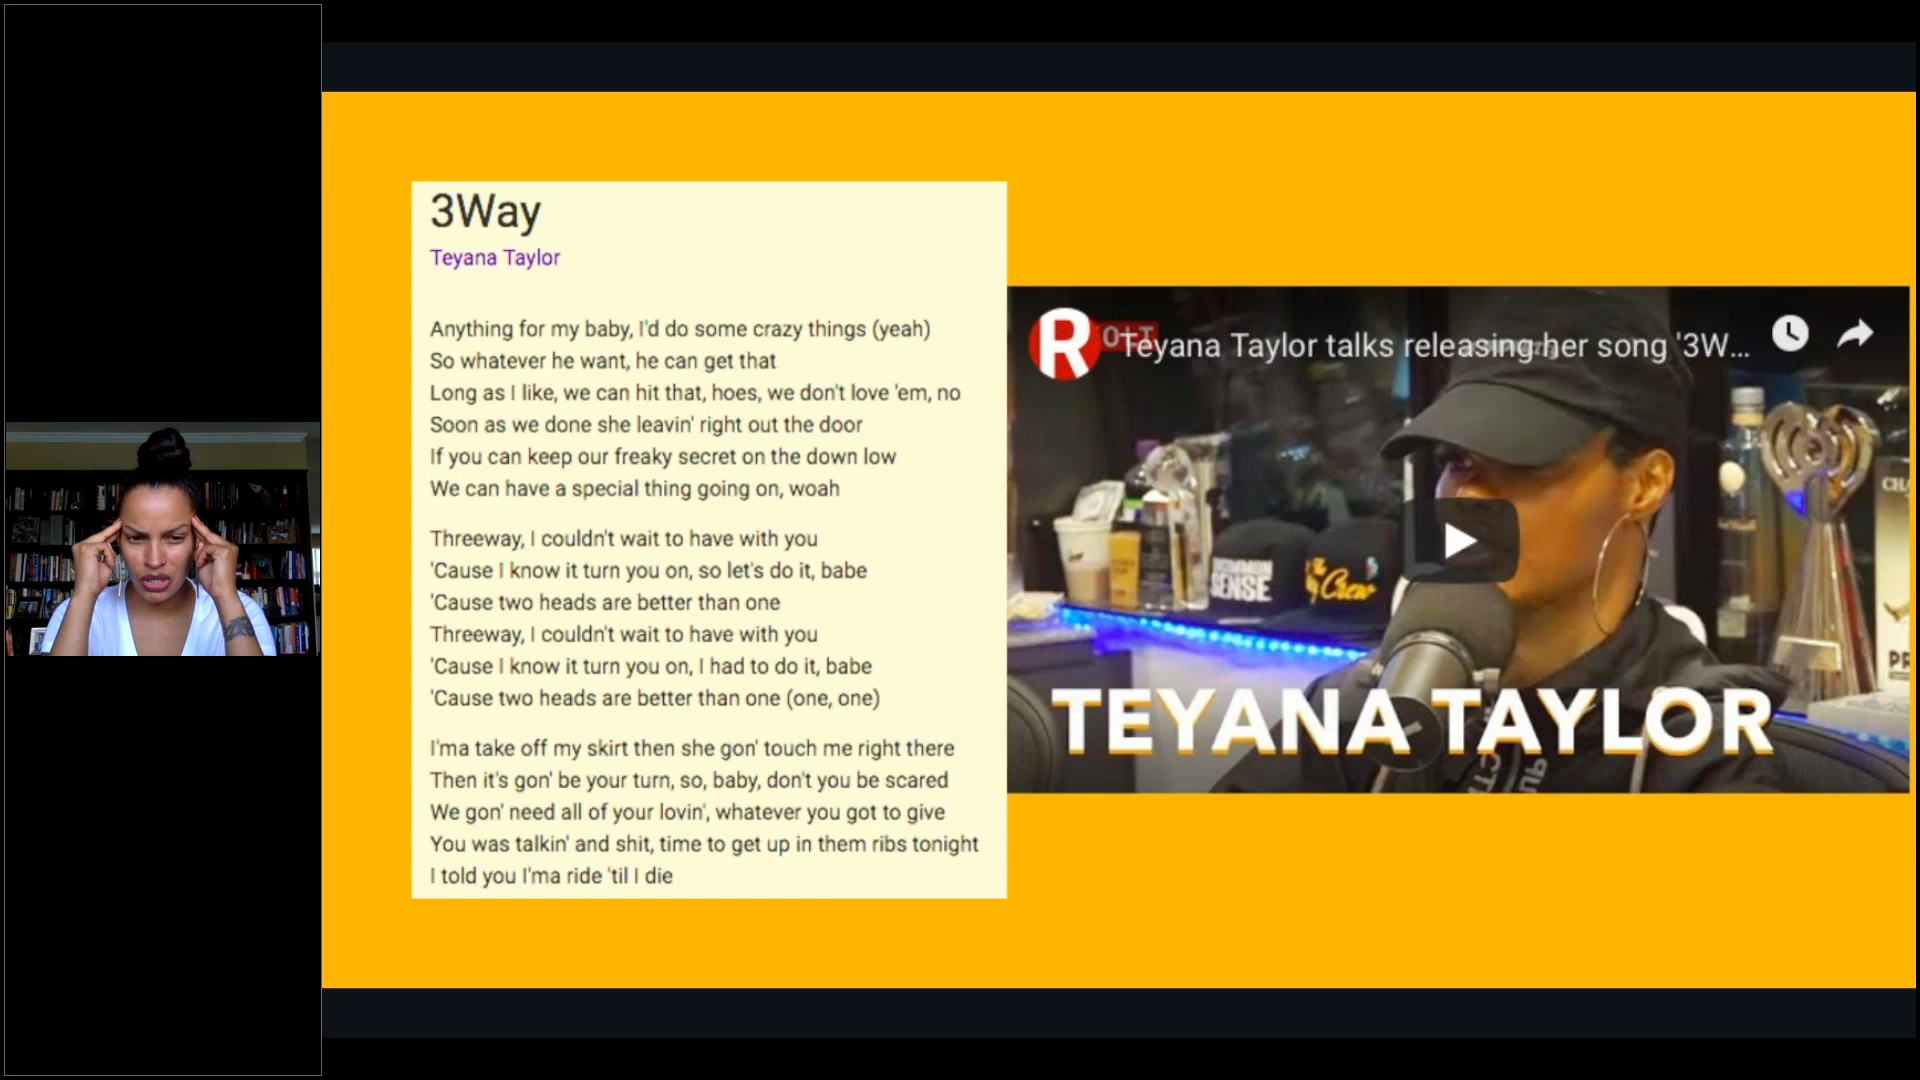 3Way
Teyana Taylor
Anything for my baby, I'd do some crazy things (yeah)
So whatever he want, he can get that
Long as I like, we can hit that, hoes, we don't love 'em, no
Soon as we done she leavin' right out the door
If you can keep our freaky secret on the down low
We can have a special thing going on, woah
Threeway, I couldn't wait to have with you
'Cause I know it turn you on, so let's do it, babe
'Cause two heads are better than one
Threeway, I couldn't wait to have with you
'Cause I know it turn you on, I had to do it, babe
'Cause two heads are better than one (one, one)
I'ma take off my skirt then she gon' touch me right there
Then it's gon' be your turn, so, baby, don't you be scared
We gon' need all of your lovin', whatever you got to give
You was talkin' and shit, time to get up in them ribs tonight
I told you I'ma ride 'til I die
R
Teyana Taylor talks releasing her song '3W...
SENSE
Crew
TEYANA TAYLOR